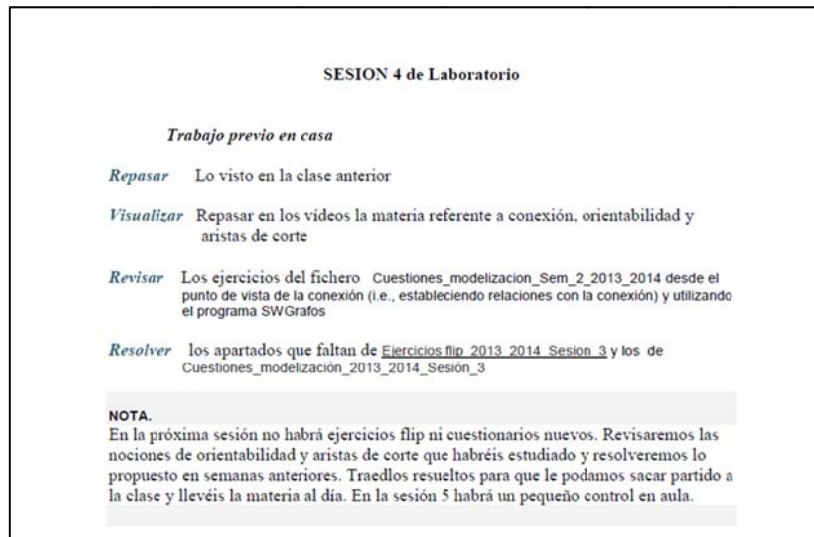 SESION 4 de Laboratorio
Trabajo previo en casa
Repasar Lo visto en la clase anterior
Visualizar Repasar en los vídeos la materia referente a conexión, orientabilidad y
aristas de corte
Revisar Los ejercicios del fichero Cuestiones_modelizacion_Sem_2_2013_2014 desde el
punto de vista de la conexión (i.e., estableciendo relaciones con la conexión) y utilizando
el programa SWGrafos
Resolver los apartados que faltan de Ejercicios flip_2013_2014_Sesion_3 y los de
Cuestiones_modelización_2013_2014_Sesión_3
NOTA.
En la próxima sesión no habrá ejercicios flip ni cuestionarios nuevos. Revisaremos las
nociones de orientabilidad y aristas de corte que habréis estudiado y resolveremos lo
propuesto en semanas anteriores. Traedlos resueltos para que le podamos sacar partido a
la clase y llevéis la materia al día. En la sesión 5 habrá un pequeño control en aula.